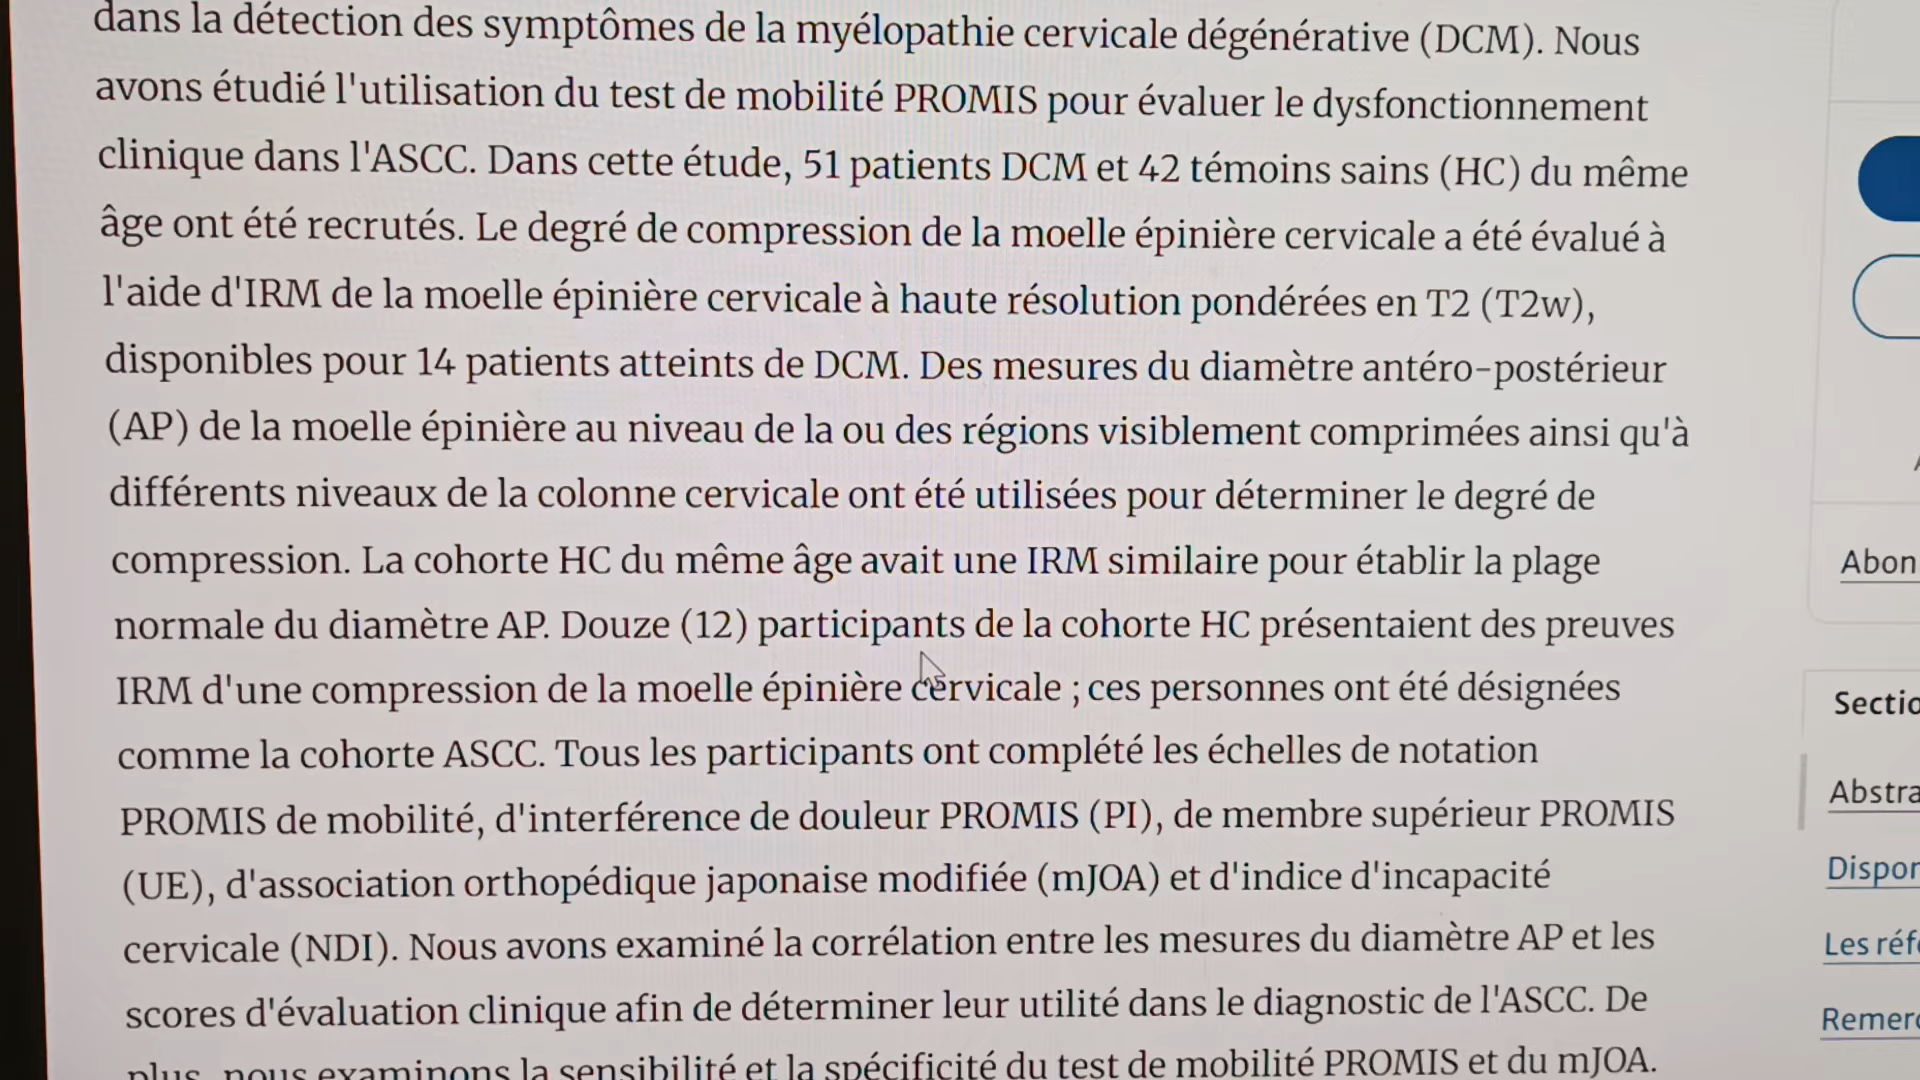 dans la détection des symptômes de la myélopathie cervicale dégénérative (DCM). Nous
avons étudié l'utilisation du test de mobilité PROMIS pour évaluer le dysfonctionnement
clinique dans l'ASCC. Dans cette étude, 51 patients DCM et 42 témoins sains (HC) du même
âge ont été recrutés. Le degré de compression de la moelle épinière cervicale a été évalué à
l'aide d'IRM de la moelle épinière cervicale à haute résolution pondérées en T2 (T2w),
disponibles pour 14 patients atteints de DCM. Des mesures du diamètre antéro-postérieur
(AP) de la moelle épinière au niveau de la ou des régions visiblement comprimées ainsi qu'à
différents niveaux de la colonne cervicale ont été utilisées pour déterminer le degré de
compression. La cohorte HC du même âge avait une IRM similaire pour établir la plage
normale du diamètre AP. Douze (12) participants de la cohorte HC présentaient des preuves
IRM d'une compression de la moelle épinière cervicale ; ces personnes ont été désignées
comme la cohorte ASCC. Tous les participants ont complété les échelles de notation
PROMIS de mobilité, d'interférence de douleur PROMIS (PI), de membre supérieur PROMIS
(UE), d'association orthopédique japonaise modifiée (mJOA) et d'indice d'incapacité
cervicale (NDI). Nous avons examiné la corrélation entre les mesures du diamètre AP et les
scores d'évaluation clinique afin de déterminer leur utilité dans le diagnostic de l'ASCC. De
plus, nous examinons la sensibilité et la spécificité du test de mobilité PROMIS et du mJOA.
Abon
Sectio
Abstra
Dispon
Les réfé
Remerc